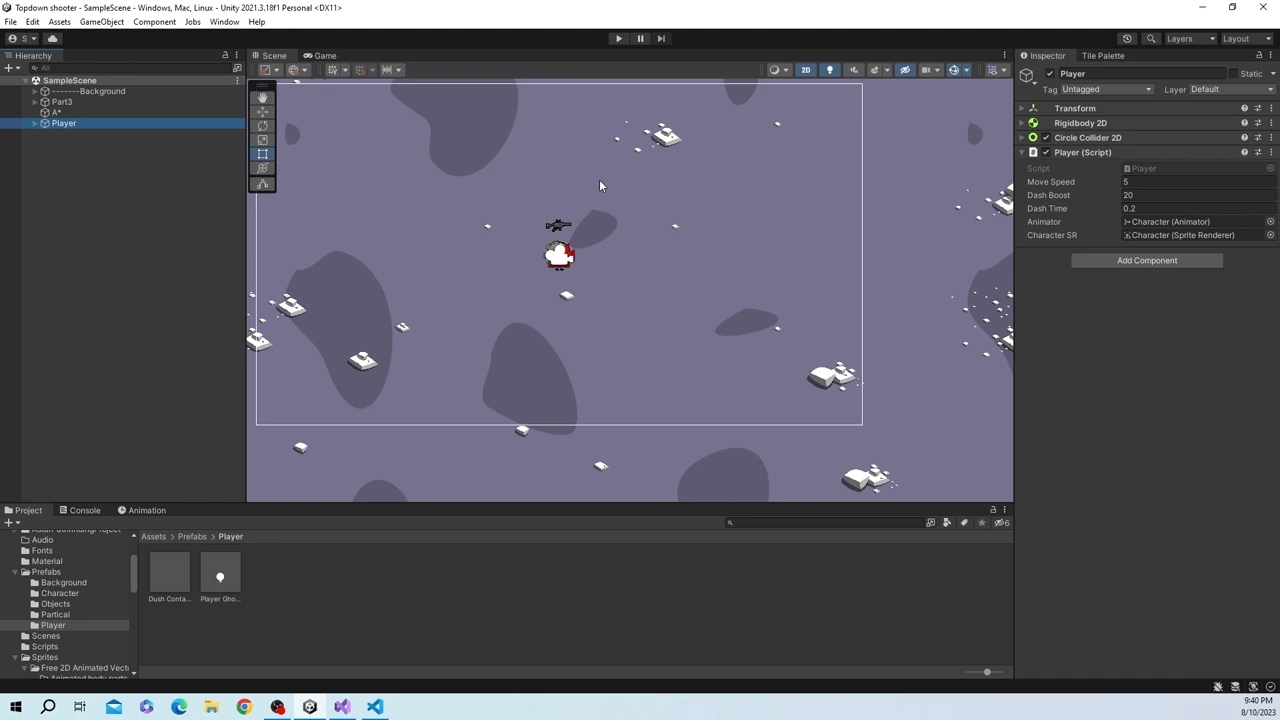 Topdown shooter - SampleScene - Windows, Mac, Linux - Unity 2021.3.18f1 Personal <DX11>
File Edit Assets GameObject Component Jobs Window Help
S Layers Layout
Hierarchy Scene Game Inspector Tile Palette
All
2D
SampleScene
-------Background
Part3
A*
Player
Player Static
Tag Untagged Layer Default
Transform
Rigidbody 2D
Circle Collider 2D
Player (Script)
Script Player
Move Speed 5
Dash Boost 20
Dash Time 0.2
Animator Character (Animator)
Character SR Character (Sprite Renderer)
Add Component
Project Console Animation
6
Assets Prefabs Player
Audio
Fonts
Material
Prefabs
Background
Character
Objects
Partical
Player
Scenes
Scripts
Sprites
Free 2D Animated Vecto
Dush Conta... Player Gho...
9:40 PM
8/10/2023